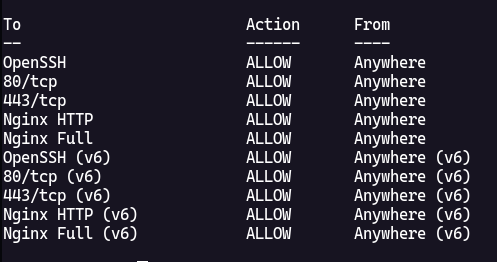 To                         Action      From
--                         ------      ----
OpenSSH                    ALLOW       Anywhere
80/tcp                     ALLOW       Anywhere
443/tcp                    ALLOW       Anywhere
Nginx HTTP                 ALLOW       Anywhere
Nginx Full                 ALLOW       Anywhere
OpenSSH (v6)               ALLOW       Anywhere (v6)
80/tcp (v6)                ALLOW       Anywhere (v6)
443/tcp (v6)               ALLOW       Anywhere (v6)
Nginx HTTP (v6)            ALLOW       Anywhere (v6)
Nginx Full (v6)            ALLOW       Anywhere (v6)